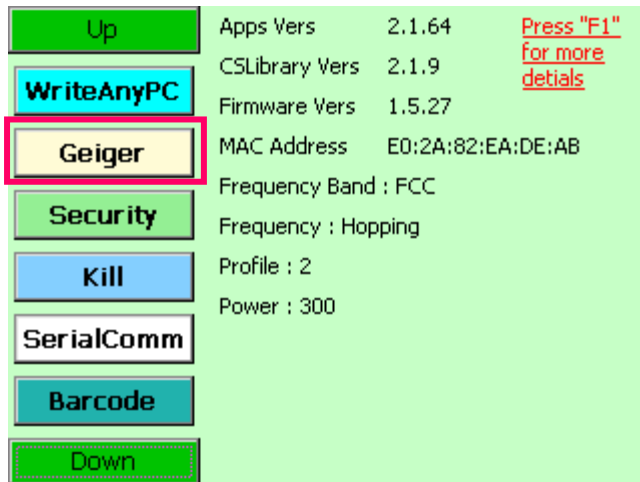 Up
WriteAnyPC
Geiger
Security
Kill
SerialComm
Barcode
Down
Apps Vers 2.1.64
CSLibrary Vers 2.1.9
Firmware Vers 1.5.27
MAC Address E0:2A:82:EA:DE:AB
Frequency Band : FCC
Frequency : Hopping
Profile : 2
Power : 300
Press "F1"
for more
detials